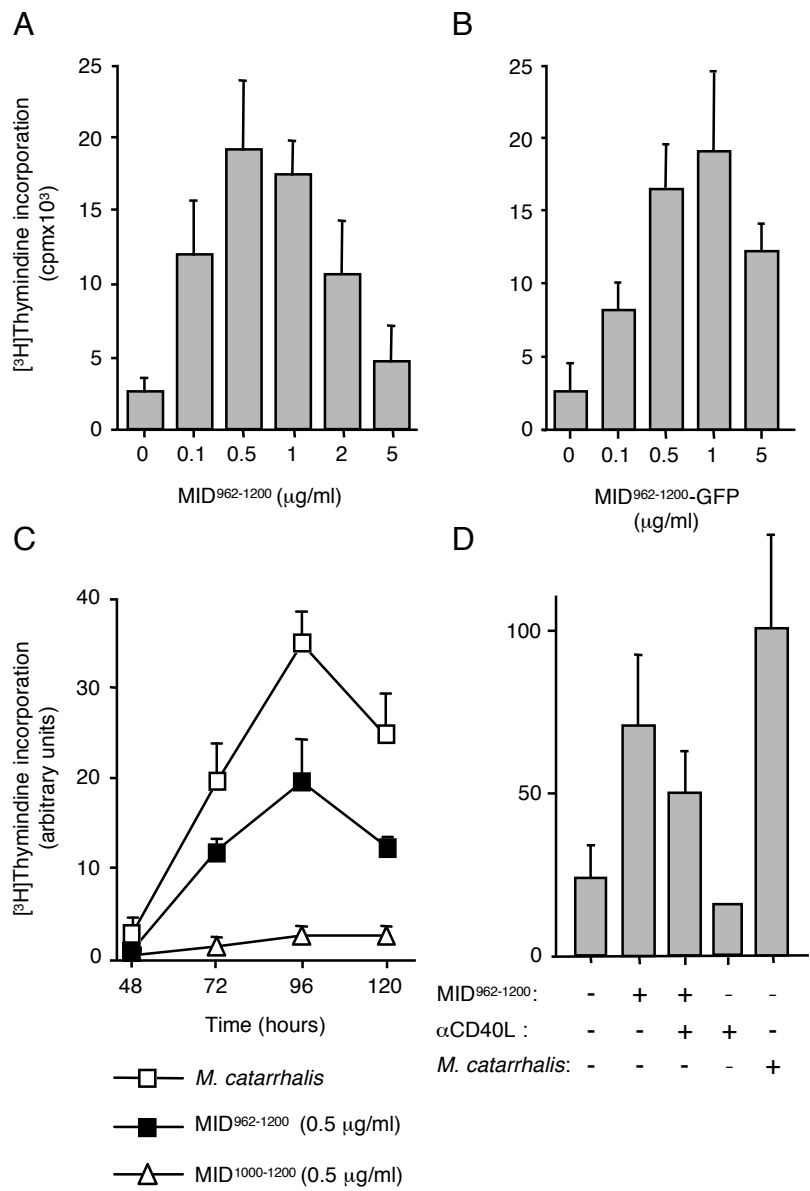 A
[³H]Thymindine incorporation
(cpmx10³)
25
20
15
10
5
0
0 0.1 0.5 1 2 5
MID⁹⁶²⁻¹²⁰⁰ (μg/ml)
B
25
20
15
10
5
0
0 0.1 0.5 1 5
MID⁹⁶²⁻¹²⁰⁰-GFP
(μg/ml)
C
[³H]Thymindine incorporation
(arbitrary units)
40
30
20
10
0
48 72 96 120
Time (hours)
M. catarrhalis
MID⁹⁶²⁻¹²⁰⁰ (0.5 μg/ml)
MID¹⁰⁰⁰⁻¹²⁰⁰ (0.5 μg/ml)
D
100
50
0
MID⁹⁶²⁻¹²⁰⁰: - + + - -
αCD40L : - - + + -
M. catarrhalis: - - - - +